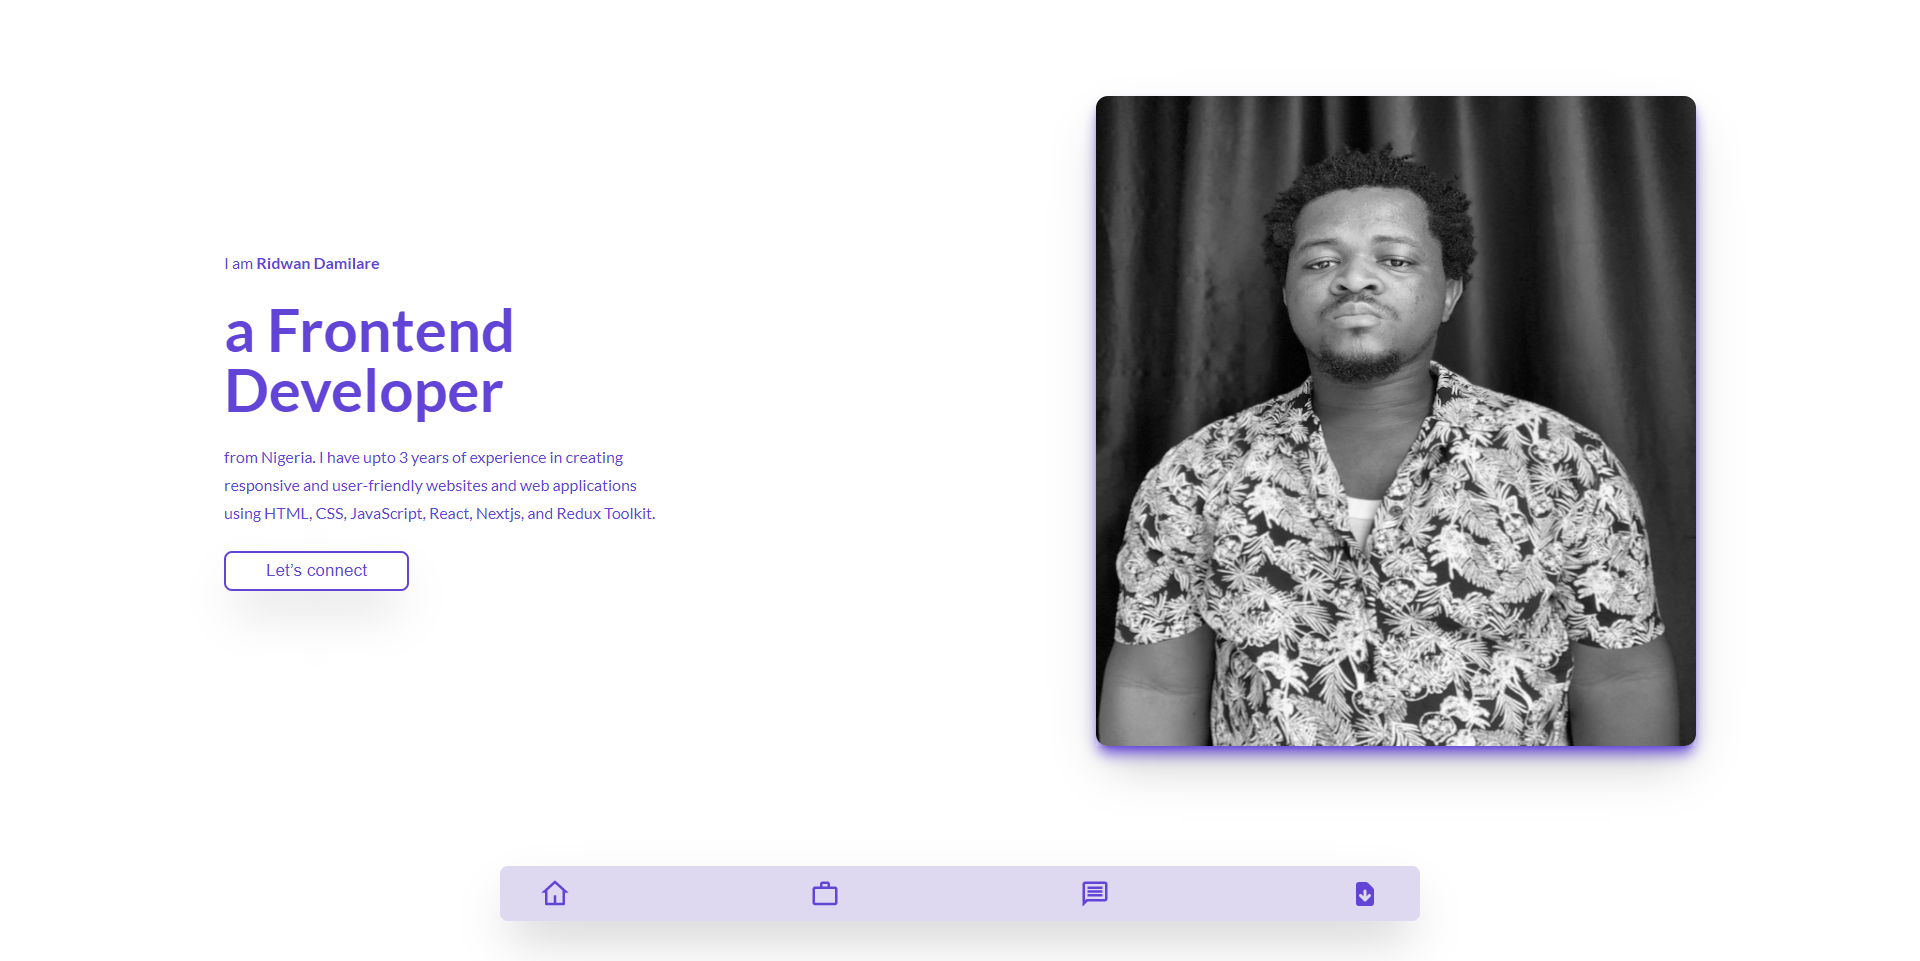 I am Ridwan Damilare
a Frontend
Developer
from Nigeria. I have upto 3 years of experience in creating
responsive and user-friendly websites and web applications
using HTML, CSS, JavaScript, React, Nextjs, and Redux Toolkit.
Let's connect